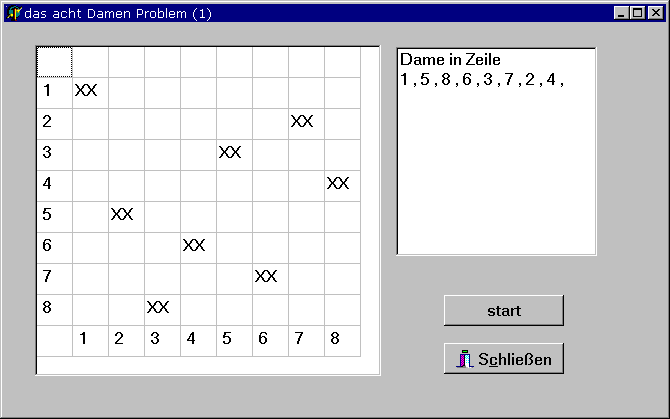 das acht Damen Problem (1)
Dame in Zeile
1 , 5 , 8 , 6 , 3 , 7 , 2 , 4 ,
1 XX
2 XX
3 XX
4 XX
5 XX
6 XX
7 XX
8 XX
1 2 3 4 5 6 7 8
start
Schließen